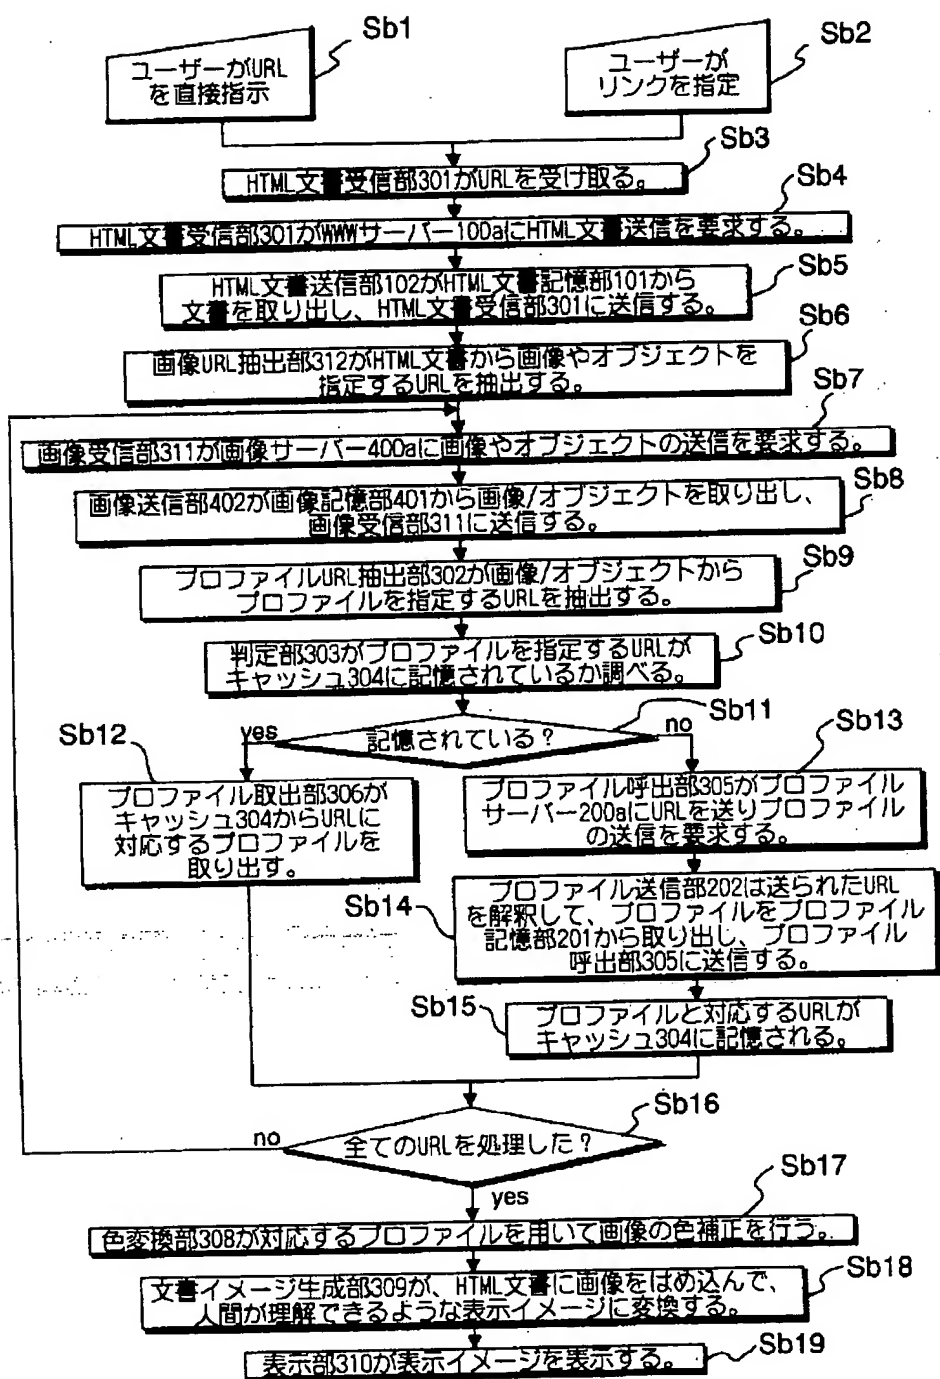 Sb1
ユーザーがURL
を直接指示
Sb2
ユーザーが
リンクを指定
Sb3
HTML文書受信部301がURLを受け取る。
Sb4
HTML文書受信部301がWWWサーバー100aにHTML文書送信を要求する。
Sb5
HTML文書送信部102がHTML文書記憶部101から
文書を取り出し、HTML文書受信部301に送信する。
Sb6
画像URL抽出部312がHTML文書から画像やオブジェクトを
指定するURLを抽出する。
Sb7
画像受信部311が画像サーバー400aに画像やオブジェクトの送信を要求する。
Sb8
画像送信部402が画像記憶部401から画像/オブジェクトを取り出し、
画像受信部311に送信する。
Sb9
プロファイルURL抽出部302が画像/オブジェクトから
プロファイルを指定するURLを抽出する。
Sb10
判定部303がプロファイルを指定するURLが
キャッシュ304に記憶されているか調べる。
Sb11
記憶されている?
yes
no
Sb12
プロファイル取出部306が
キャッシュ304からURLに
対応するプロファイルを
取り出す。
Sb13
プロファイル呼出部305がプロファイル
サーバー200aにURLを送りプロファイル
の送信を要求する。
Sb14
プロファイル送信部202は送られたURL
を解釈して、プロファイルをプロファイル
記憶部201から取り出し、プロファイル
呼出部305に送信する。
Sb15
プロファイルと対応するURLが
キャッシュ304に記憶される。
Sb16
全てのURLを処理した?
no
yes
Sb17
色変換部308が対応するプロファイルを用いて画像の色補正を行う。
Sb18
文書イメージ生成部309が、HTML文書に画像をはめ込んで、
人間が理解できるような表示イメージに変換する。
Sb19
表示部310が表示イメージを表示する。